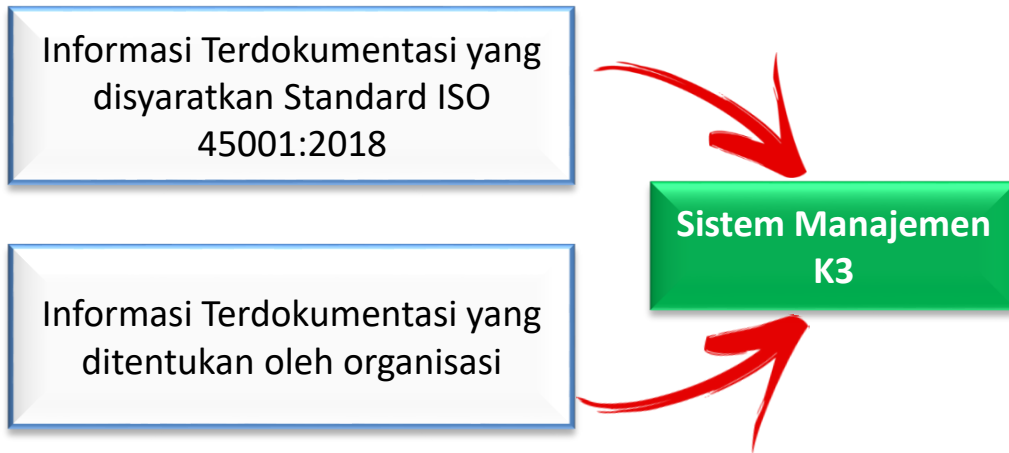 Informasi Terdokumentasi yang
disyaratkan Standard ISO
45001:2018
Sistem Manajemen
K3
Informasi Terdokumentasi yang
ditentukan oleh organisasi